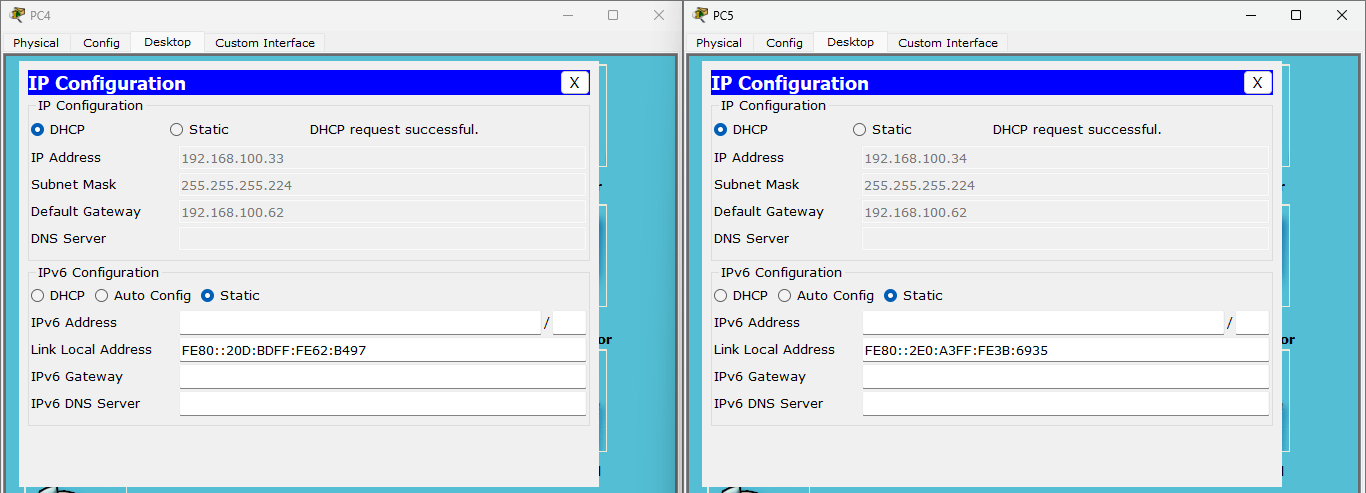 PC4
Physical Config Desktop Custom Interface
IP Configuration X
IP Configuration
DHCP Static DHCP request successful.
IP Address 192.168.100.33
Subnet Mask 255.255.255.224
Default Gateway 192.168.100.62
DNS Server
IPv6 Configuration
DHCP Auto Config Static
IPv6 Address /
Link Local Address FE80::20D:BDFF:FE62:B497
IPv6 Gateway
IPv6 DNS Server
PC5
Physical Config Desktop Custom Interface
IP Configuration X
IP Configuration
DHCP Static DHCP request successful.
IP Address 192.168.100.34
Subnet Mask 255.255.255.224
Default Gateway 192.168.100.62
DNS Server
IPv6 Configuration
DHCP Auto Config Static
IPv6 Address /
Link Local Address FE80::2E0:A3FF:FE3B:6935
IPv6 Gateway
IPv6 DNS Server